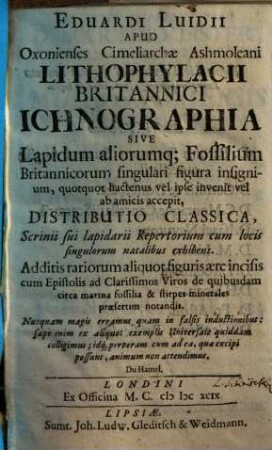 EDUARDI LUIDII
APUD
Oxonienses Cimeliarchæ Ashmoleani
LITHOPHYLACII
BRITANNICI
ICHNOGRAPHIA
SIVE
Lapidum aliorumq; Fossilium
Britannicorum singulari figura insigni-
um, quotquot hactenus vel ipse invenit vel
ab amicis accepit,
DISTRIBUTIO CLASSICA,
Scrinii sui lapidarii Repertorium cum locis
singulorum natalibus exhibens.
Additis rariorum aliquot figuris ære incisis
cum Epistolis ad Clarissimos Viros de quibusdam
circa marina fossilia & stirpes minerales
præsertim notandis.
Nusquam magis erramus quam in falsis inductionibus:
sæpe enim ex aliquot exemplis Universale quiddam
colligimus; idq; perperam cum ad ea, quæ excipi
possunt, animum non attendimus.
Du Hamel.
LONDINI
Ex Officina M. C. cIɔ Iɔc XCIX.
LIPSIÆ.
Sumt. Joh. Ludw. Gleditsch & Weidmann.